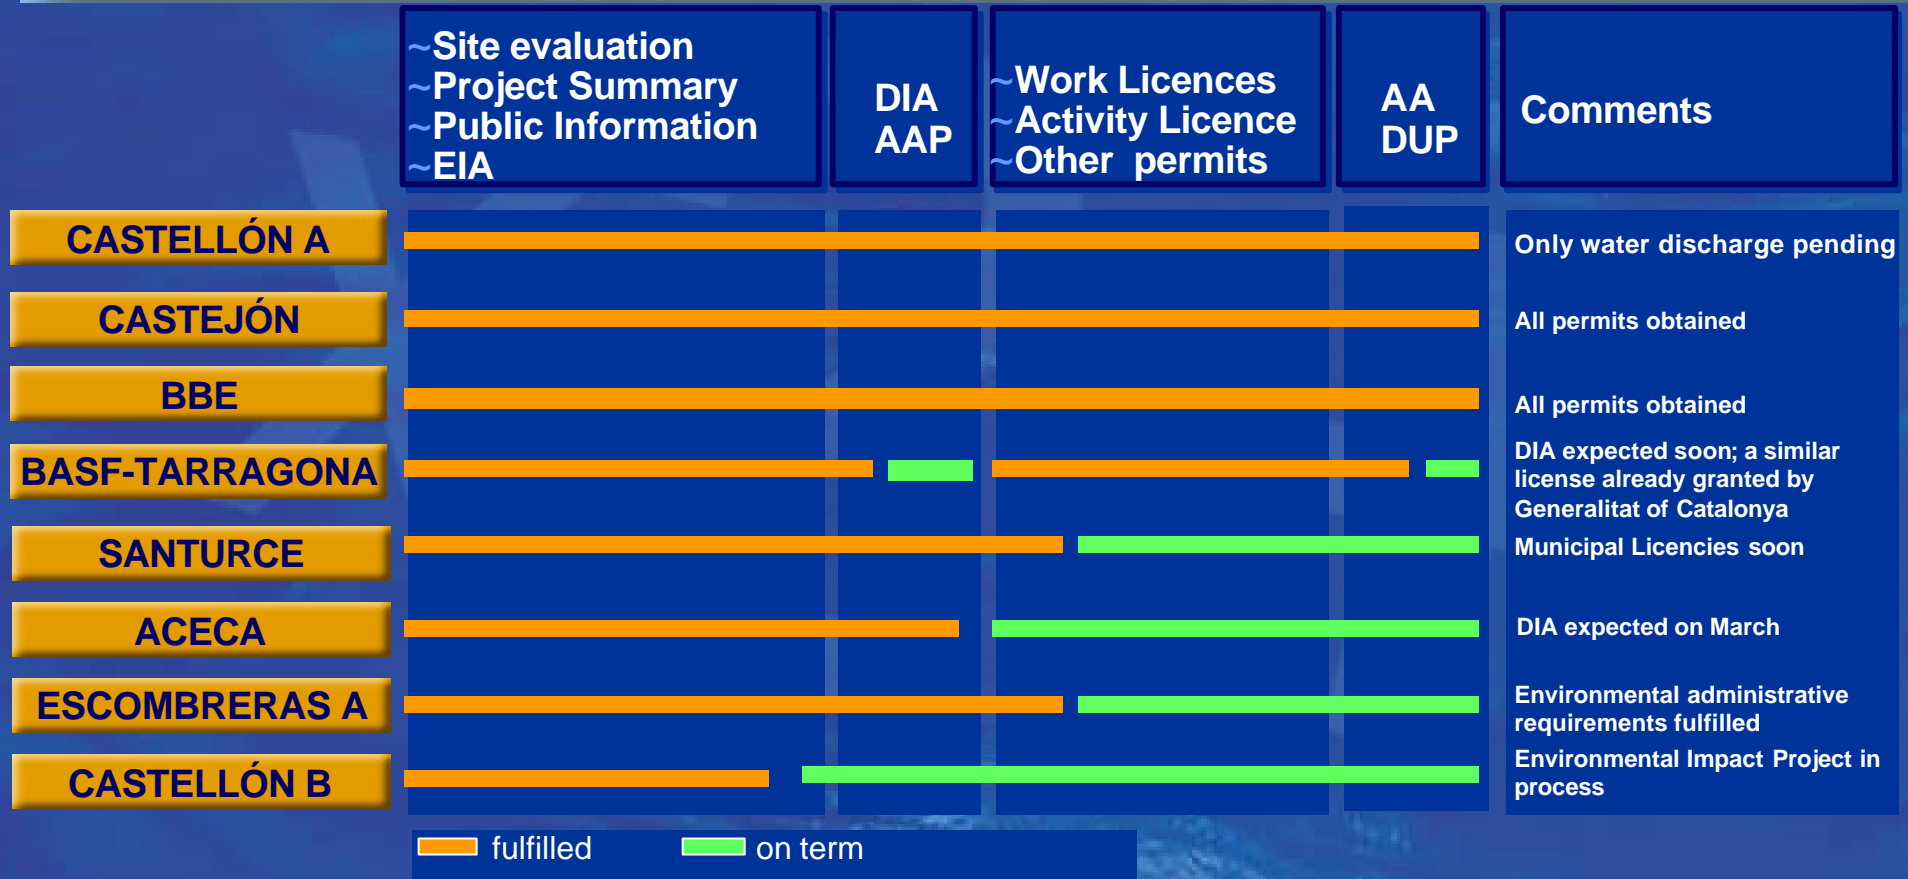 ~Site evaluation
~Project Summary
~Public Information
~EIA
DIA
AAP
~Work Licences
~Activity Licence
~Other permits
AA
DUP
Comments
CASTELLÓN A
Only water discharge pending
CASTEJÓN
All permits obtained
BBE
All permits obtained
BASF-TARRAGONA
DIA expected soon; a similar
license already granted by
Generalitat of Catalonya
SANTURCE
Municipal Licencies soon
ACECA
DIA expected on March
ESCOMBRERAS A
Environmental administrative
requirements fulfilled
CASTELLÓN B
Environmental Impact Project in
process
fulfilled
on term